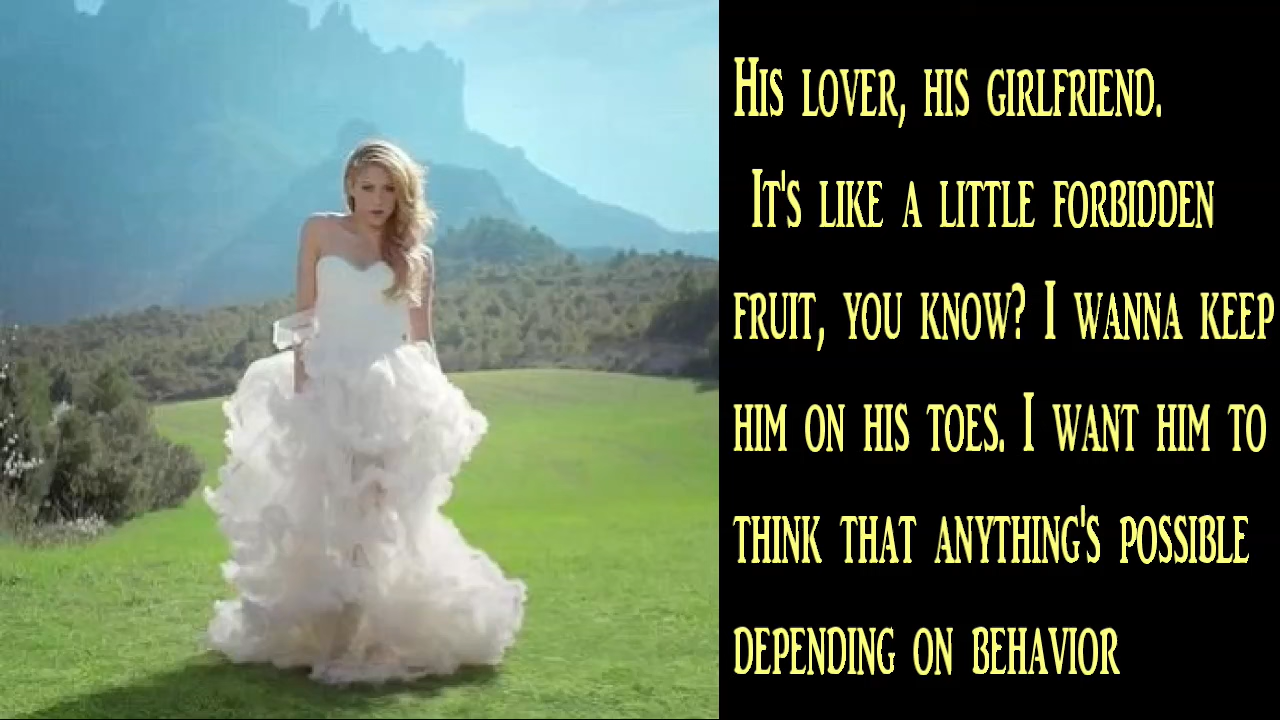 His lover, his girlfriend.
It's like a little forbidden
fruit, you know? I wanna keep
him on his toes. I want him to
think that anything's possible
depending on behavior